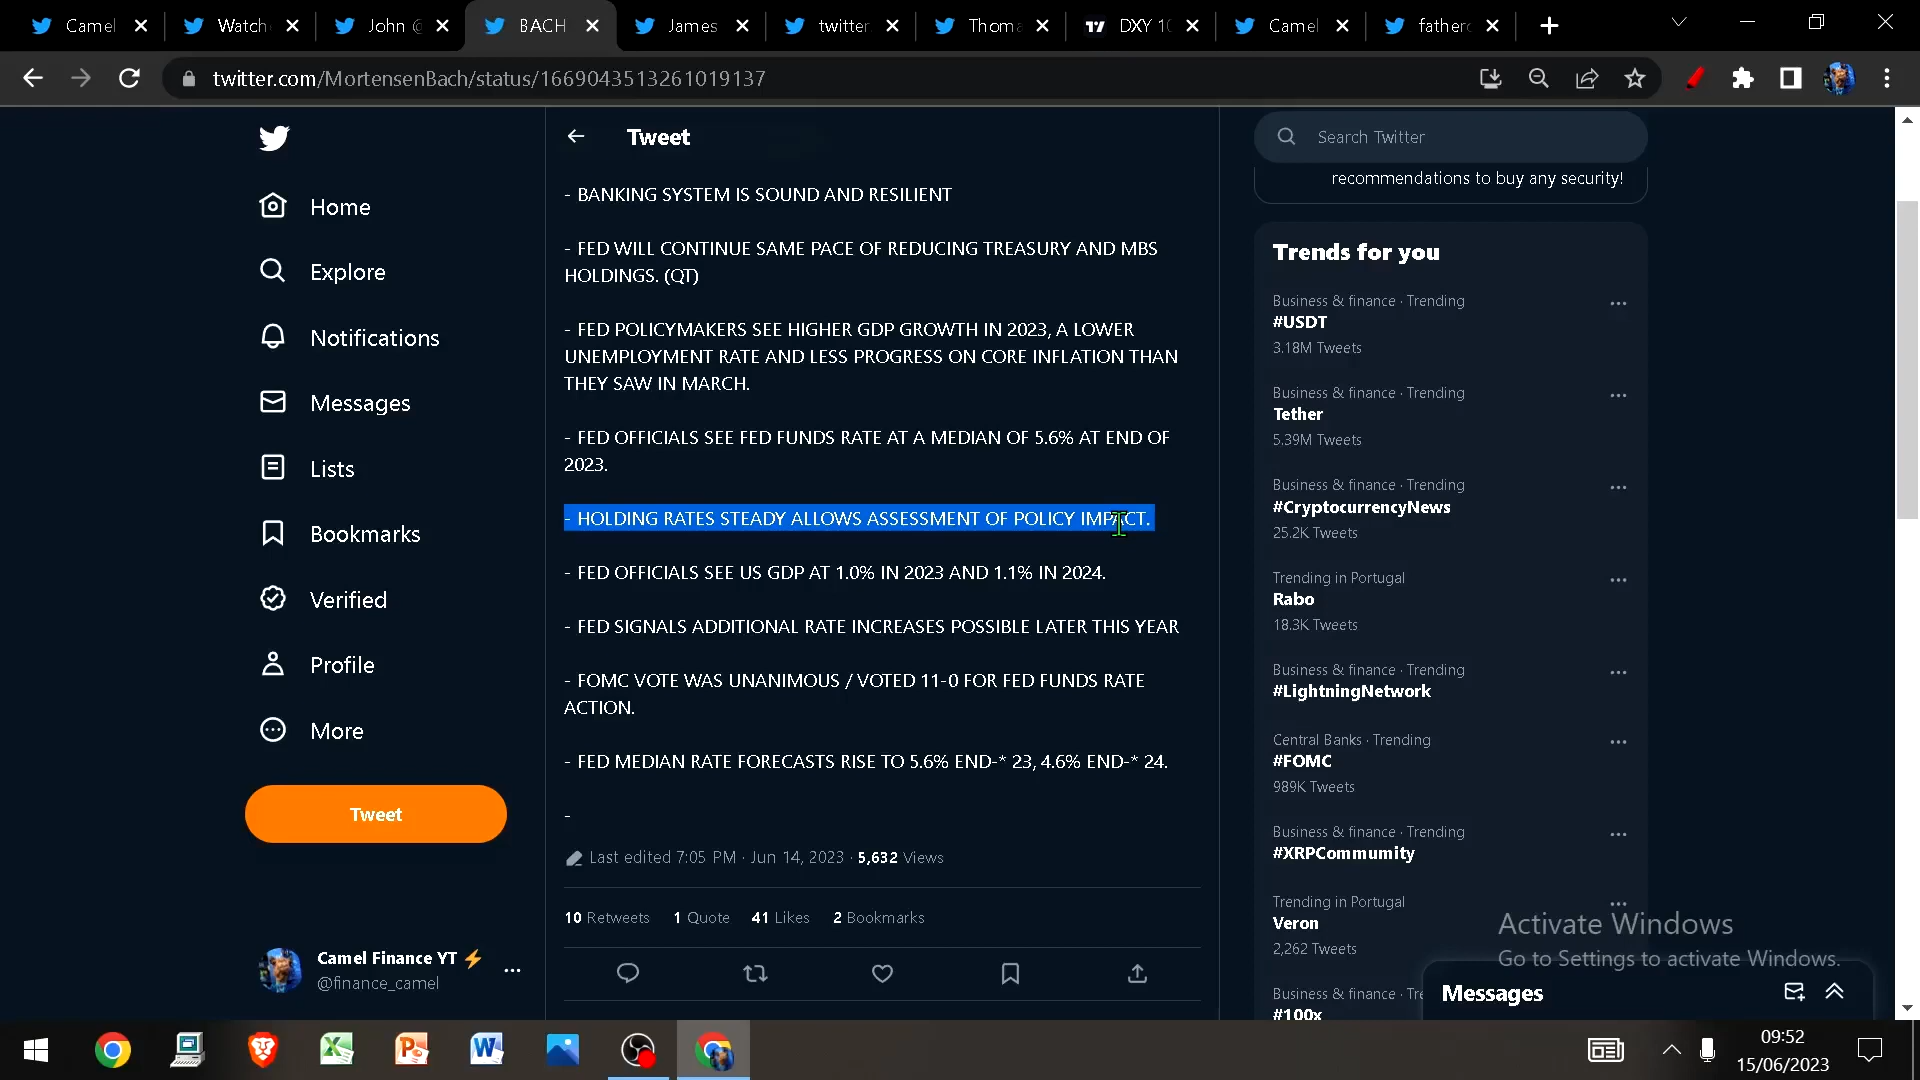 Camel
Watch
John @
BACH
James
twitter
Thoma
DXY 10
Camel
father
twitter.com/MortensenBach/status/1669043513261019137
Tweet
- BANKING SYSTEM IS SOUND AND RESILIENT
- FED WILL CONTINUE SAME PACE OF REDUCING TREASURY AND MBS
HOLDINGS. (QT)
- FED POLICYMAKERS SEE HIGHER GDP GROWTH IN 2023, A LOWER
UNEMPLOYMENT RATE AND LESS PROGRESS ON CORE INFLATION THAN
THEY SAW IN MARCH.
- FED OFFICIALS SEE FED FUNDS RATE AT A MEDIAN OF 5.6% AT END OF
2023.
- HOLDING RATES STEADY ALLOWS ASSESSMENT OF POLICY IMPACT.
- FED OFFICIALS SEE US GDP AT 1.0% IN 2023 AND 1.1% IN 2024.
- FED SIGNALS ADDITIONAL RATE INCREASES POSSIBLE LATER THIS YEAR
- FOMC VOTE WAS UNANIMOUS / VOTED 11-0 FOR FED FUNDS RATE
ACTION.
- FED MEDIAN RATE FORECASTS RISE TO 5.6% END-* 23, 4.6% END-* 24.
-
Last edited 7:05 PM · Jun 14, 2023 · 5,632 Views
10 Retweets 1 Quote 41 Likes 2 Bookmarks
Home
Explore
Notifications
Messages
Lists
Bookmarks
Verified
Profile
More
Tweet
Camel Finance YT ⚡
@finance_camel
Search Twitter
recommendations to buy any security!
Trends for you
Business & finance · Trending
#USDT
3.18M Tweets
Business & finance · Trending
Tether
5.39M Tweets
Business & finance · Trending
#CryptocurrencyNews
25.2K Tweets
Trending in Portugal
Rabo
18.3K Tweets
Business & finance · Trending
#LightningNetwork
Central Banks · Trending
#FOMC
989K Tweets
Business & finance · Trending
#XRPCommumity
Trending in Portugal
Veron
2,262 Tweets
Business & finance · Tre
#100x
Activate Windows
Go to Settings to activate Windows.
Messages
09:52
15/06/2023